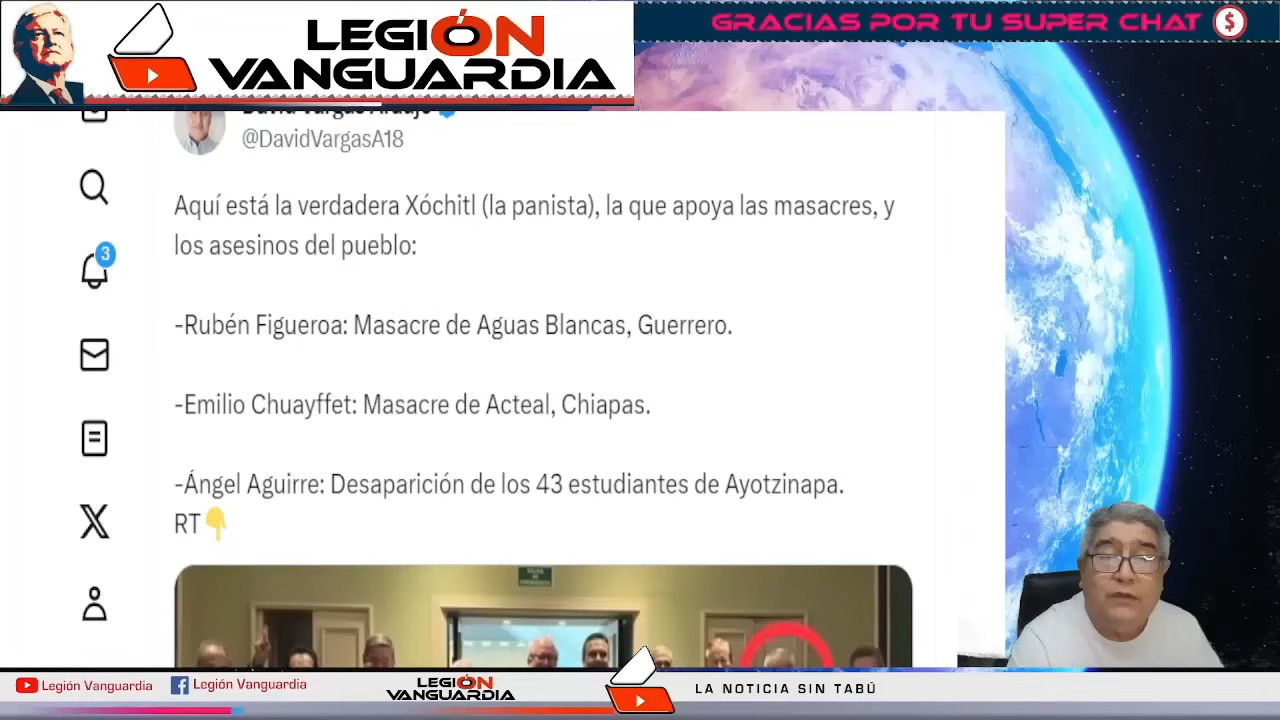 LEGIÓN
VANGUARDIA
GRACIAS POR TU SUPER CHAT
$
David Vargas Araujo
@DavidVargasA18
Aquí está la verdadera Xóchitl (la panista), la que apoya las masacres, y
los asesinos del pueblo:
3
-Rubén Figueroa: Masacre de Aguas Blancas, Guerrero.
-Emilio Chuayffet: Masacre de Acteal, Chiapas.
-Ángel Aguirre: Desaparición de los 43 estudiantes de Ayotzinapa.
RT👇
Legión Vanguardia
Legión Vanguardia
LEGIÓN
VANGUARDIA
LA NOTICIA SIN TABÚ